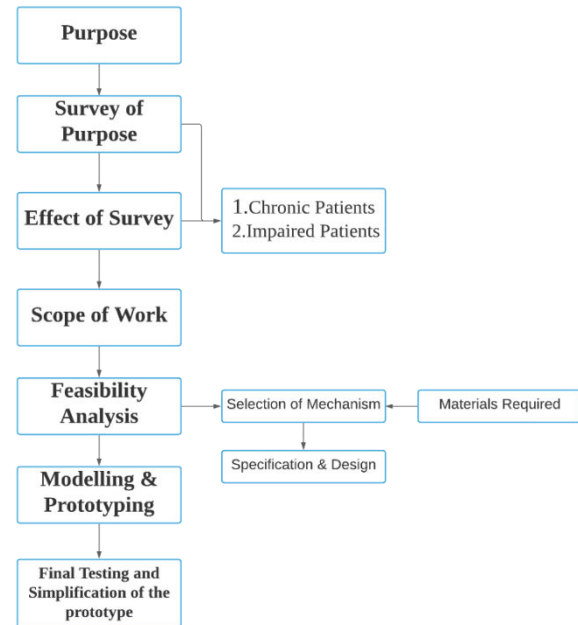 Purpose
Survey of
Purpose
Effect of Survey
1.Chronic Patients
2.Impaired Patients
Scope of Work
Feasibility
Analysis
Selection of Mechanism
Materials Required
Specification & Design
Modelling &
Prototyping
Final Testing and
Simplification of the
prototype